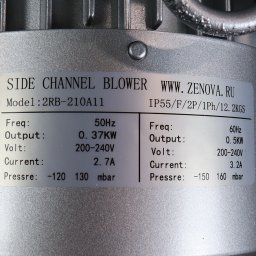 SIDE CHANNEL BLOWER WWW.ZENOVA.RU
Model:2RB-210A11 IP55/F/2P/1Ph/12.2KGS
Freq: 50Hz
Output: 0.37KW
Volt: 200-240V
Current: 2.7A
Pressre: -120 130 mbar
Freq: 60Hz
Output: 0.5KW
Volt: 200-240V
Current: 3.2A
Pressre: -150 160 mbar